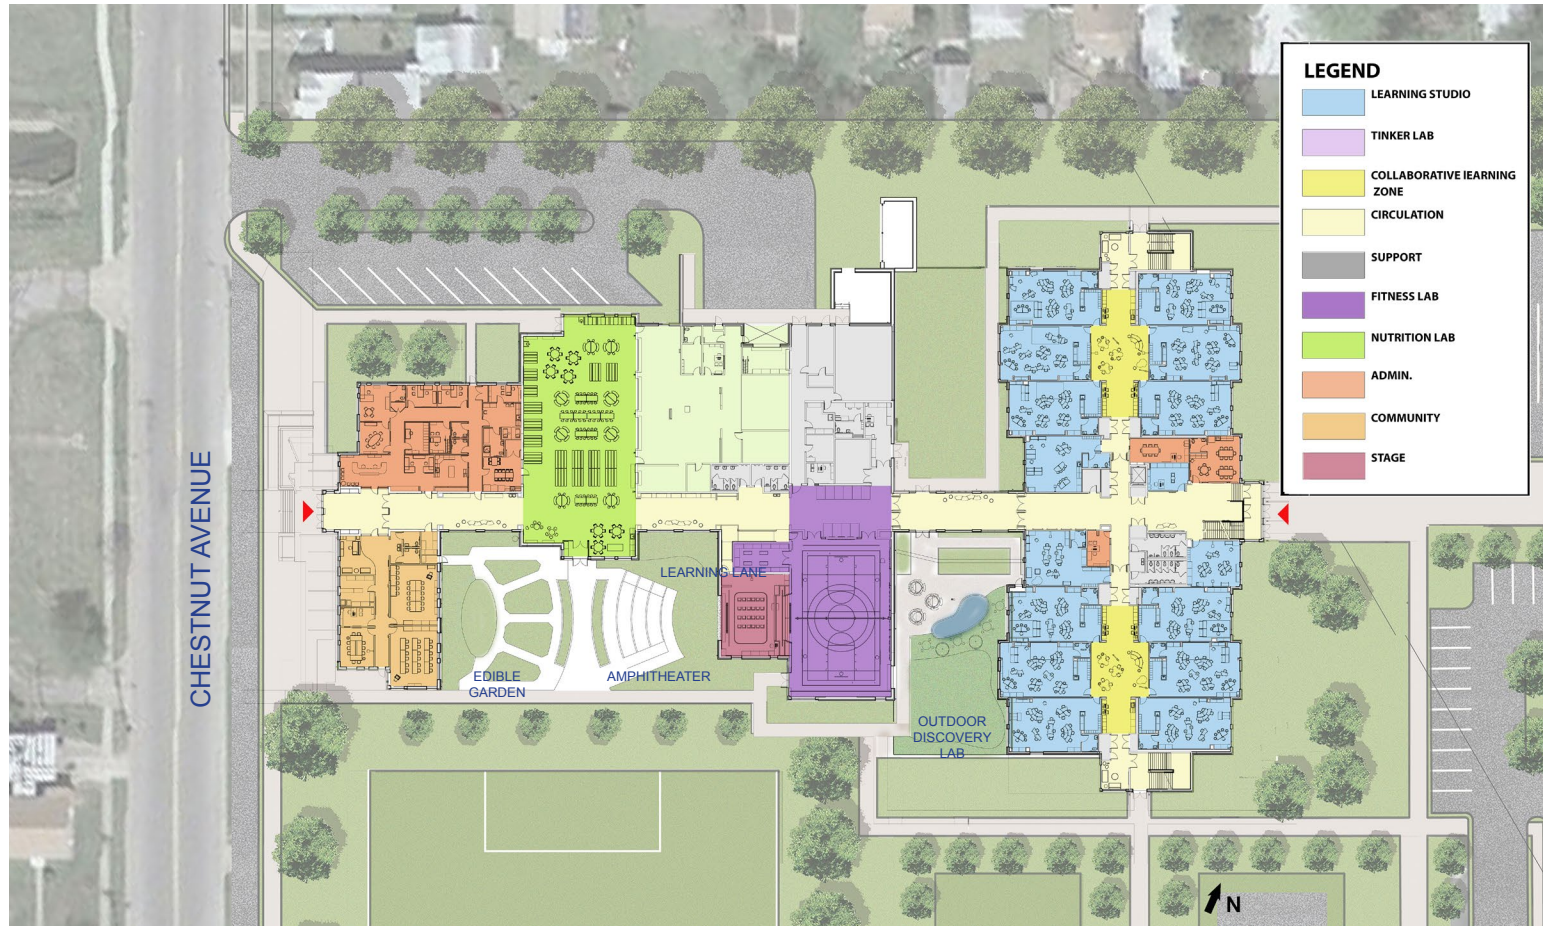 LEGEND
LEARNING STUDIO
TINKER LAB
COLLABORATIVE lEARNING
ZONE
CIRCULATION
SUPPORT
FITNESS LAB
NUTRITION LAB
ADMIN.
COMMUNITY
STAGE
CHESTNUT AVENUE
LEARNING LANE
EDIBLE
GARDEN
AMPHITHEATER
OUTDOOR
DISCOVERY
LAB
N